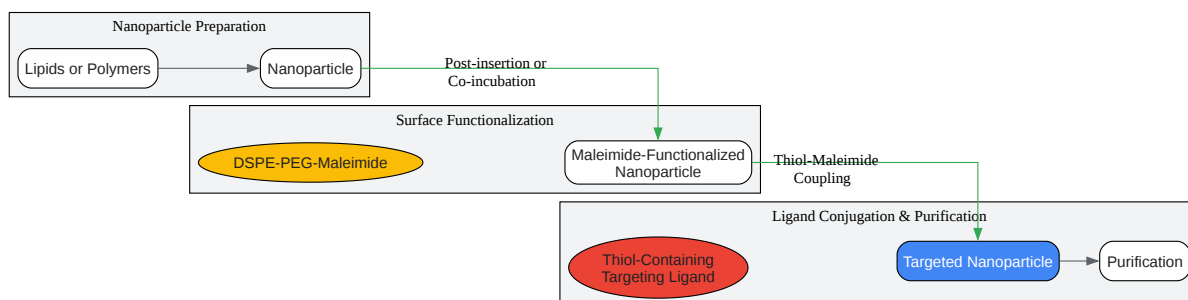 Nanoparticle Preparation
Lipids or Polymers
Nanoparticle
Post-insertion or
Co-incubation
Surface Functionalization
DSPE-PEG-Maleimide
Maleimide-Functionalized
Nanoparticle
Thiol-Maleimide
Coupling
Ligand Conjugation & Purification
Thiol-Containing
Targeting Ligand
Targeted Nanoparticle
Purification